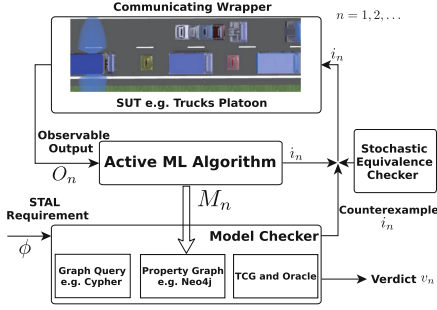 Communicating Wrapper
n = 1, 2, . . .
i_n
SUT e.g. Trucks Platoon
Observable
Output
O_n
Active ML Algorithm
i_n
Stochastic
Equivalence
Checker
STAL
Requirement
ϕ
M_n
Counterexample
i_n
Model Checker
Graph Query
e.g. Cypher
Property Graph
e.g. Neo4j
TCG and Oracle
Verdict v_n